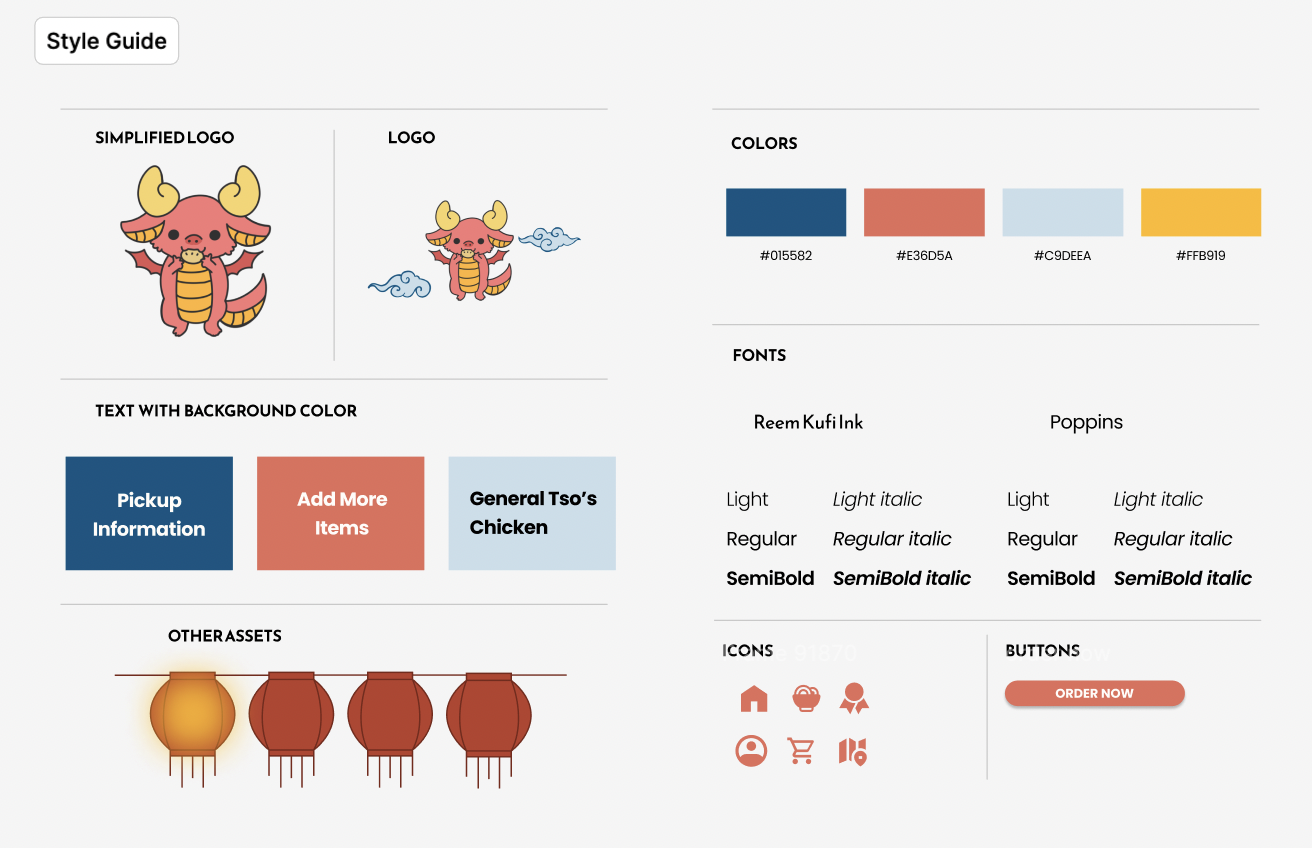 Style Guide
SIMPLIFIED LOGO
LOGO
TEXT WITH BACKGROUND COLOR
Pickup
Information
Add More
Items
General Tso's
Chicken
OTHER ASSETS
COLORS
#015582
#E36D5A
#C9DEEA
#FFB919
FONTS
Reem Kufi Ink
Poppins
Light
Light italic
Light
Light italic
Regular
Regular italic
Regular
Regular italic
SemiBold
SemiBold italic
SemiBold
SemiBold italic
ICONS
BUTTONS
ORDER NOW